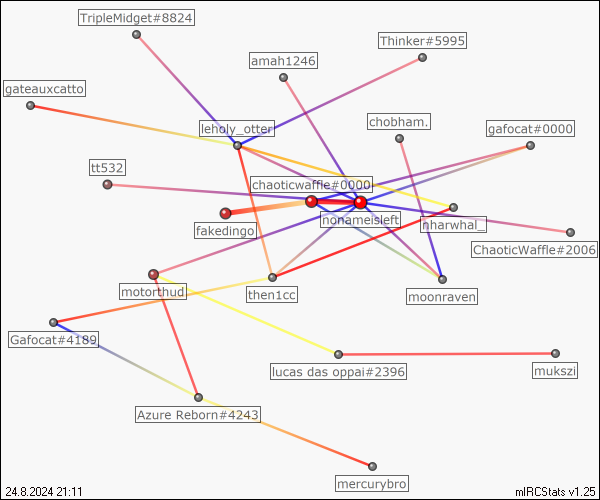 TripleMidget#8824
Thinker#5995
amah1246
gateauxcatto
chobham.
leholy_otter
gafocat#0000
tt532
chaoticwaffle#0000
nonameisleft
fakedingo
nharwhal_
ChaoticWaffle#2006
motorthud
then1cc
moonraven
Gafocat#4189
lucas das oppai#2396
mukszi
Azure Reborn#4243
mercurybro
24.8.2024 21:11
mIRCStats v1.25